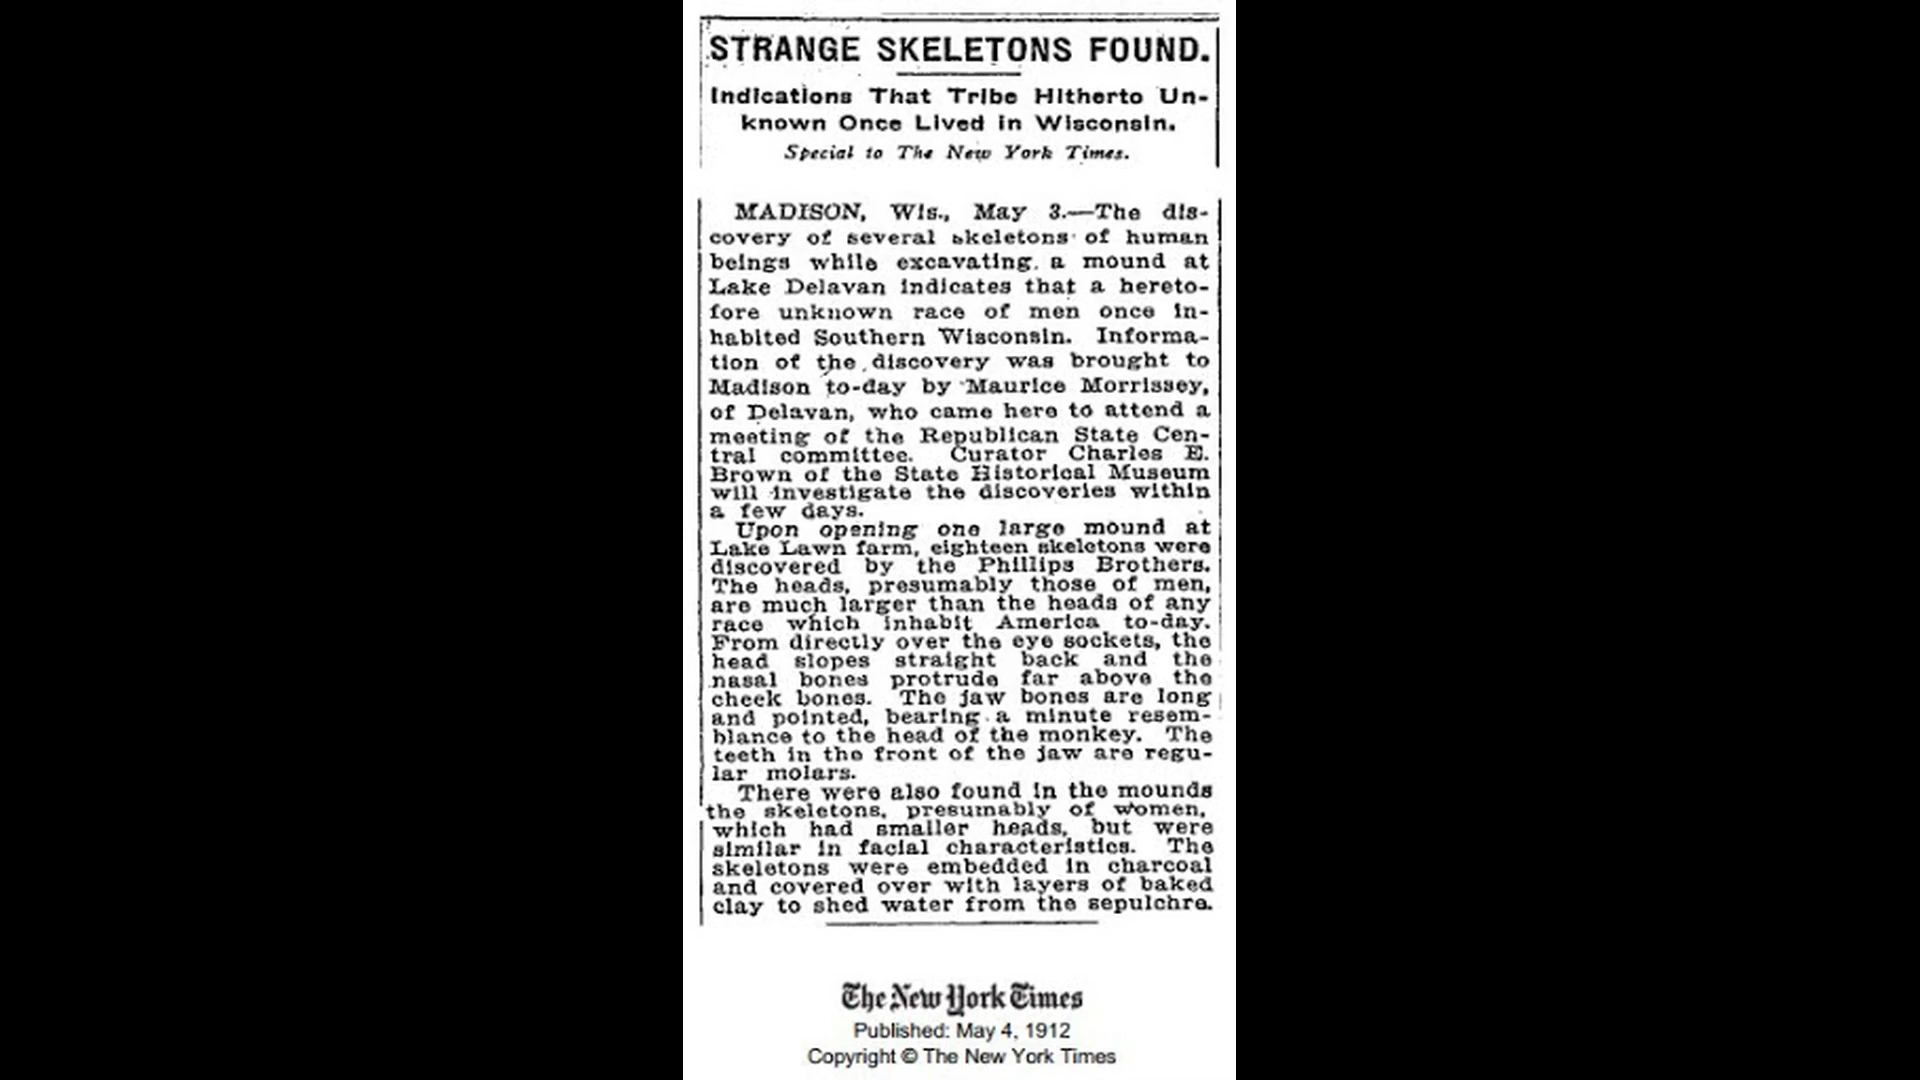 STRANGE SKELETONS FOUND.
Indications That Tribe Hitherto Un-
known Once Lived in Wisconsin.
Special to The New York Times.
MADISON, Wis., May 3.—The dis-
covery of several skeletons of human
beings while excavating a mound at
Lake Delavan indicates that a hereto-
fore unknown race of men once in-
habited Southern Wisconsin. Informa-
tion of the discovery was brought to
Madison to-day by Maurice Morrissey,
of Delavan, who came here to attend a
meeting of the Republican State Cen-
tral committee. Curator Charles E.
Brown of the State Historical Museum
will investigate the discoveries within
a few days.
Upon opening one large mound at
Lake Lawn farm, eighteen skeletons were
discovered by the Phillips Brothers.
The heads, presumably those of men,
are much larger than the heads of any
race which inhabit America to-day.
From directly over the eye sockets, the
head slopes straight back and the
nasal bones protrude far above the
cheek bones. The jaw bones are long
and pointed, bearing a minute resem-
blance to the head of the monkey. The
teeth in the front of the jaw are regu-
lar molars.
There were also found in the mounds
the skeletons, presumably of women,
which had smaller heads, but were
similar in facial characteristics. The
skeletons were embedded in charcoal
and covered over with layers of baked
clay to shed water from the sepulchre.
The New York Times
Published: May 4, 1912
Copyright © The New York Times